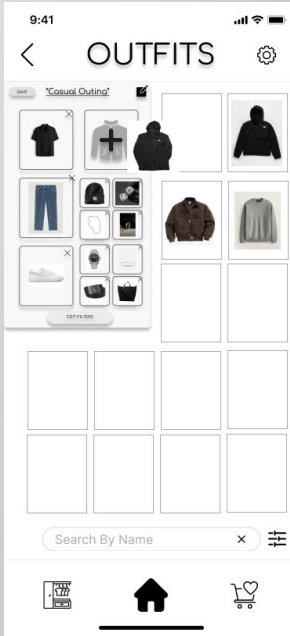 9:41
OUTFITS
SAVE
"Casual Outing"
EDIT FILTERS
Search By Name